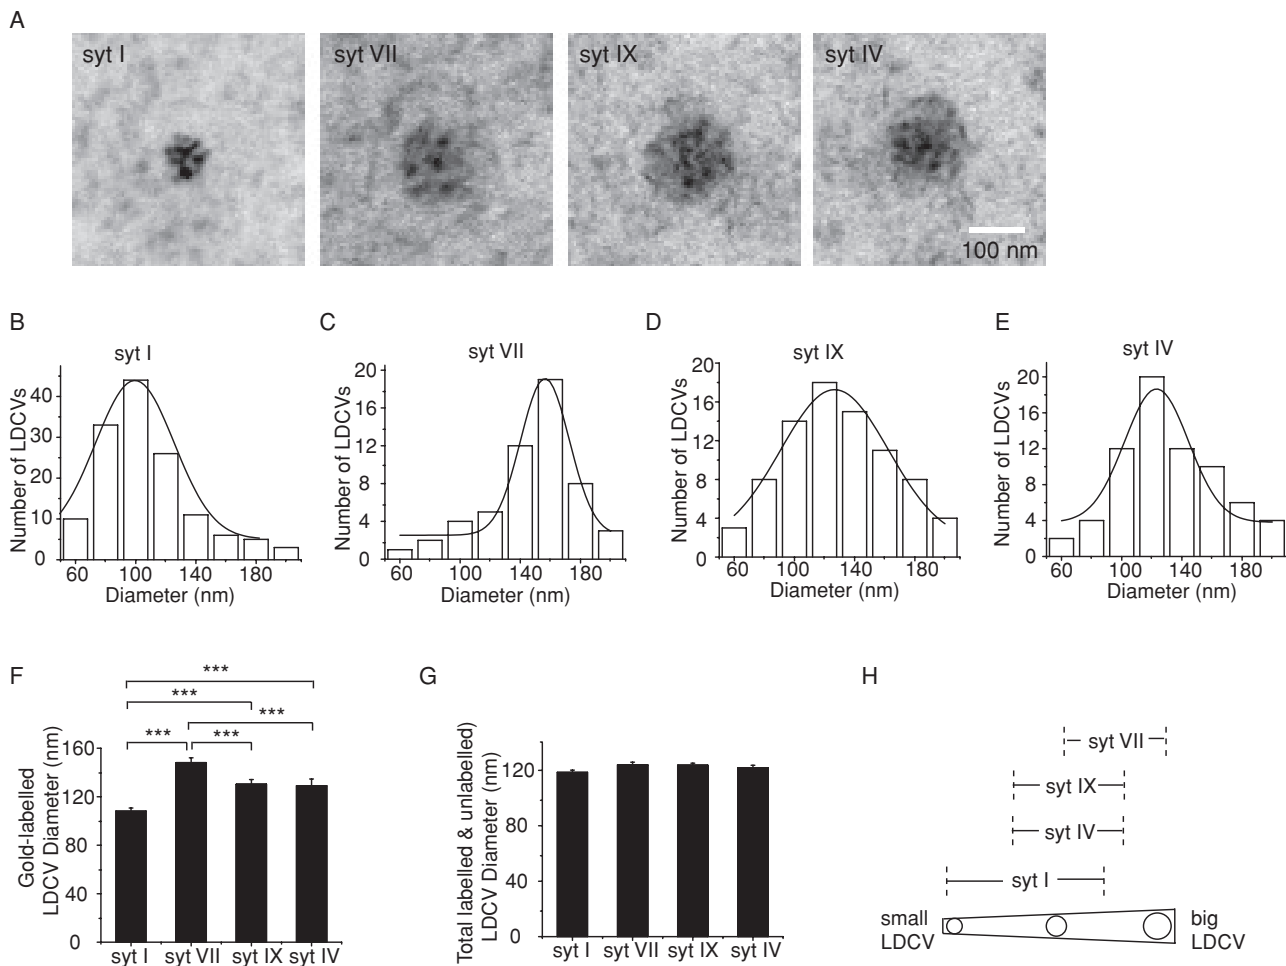 A
syt I
syt VII
syt IX
syt IV
100 nm
B
syt I
Number of LDCVs
40
30
20
10
0
60 100 140 180
Diameter (nm)
C
syt VII
Number of LDCVs
20
16
12
8
4
0
60 100 140 180
Diameter (nm)
D
syt IX
Number of LDCVs
20
16
12
8
4
0
60 100 140 180
Diameter (nm)
E
syt IV
Number of LDCVs
20
16
12
8
4
0
60 100 140 180
Diameter (nm)
F
***
***
***
***
***
Gold-labelled
LDCV Diameter (nm)
160
120
80
40
0
syt I syt VII syt IX syt IV
G
Total labelled & unlabelled
LDCV Diameter (nm)
120
80
40
0
syt I syt VII syt IX syt IV
H
syt VII
syt IX
syt IV
syt I
small
LDCV
big
LDCV